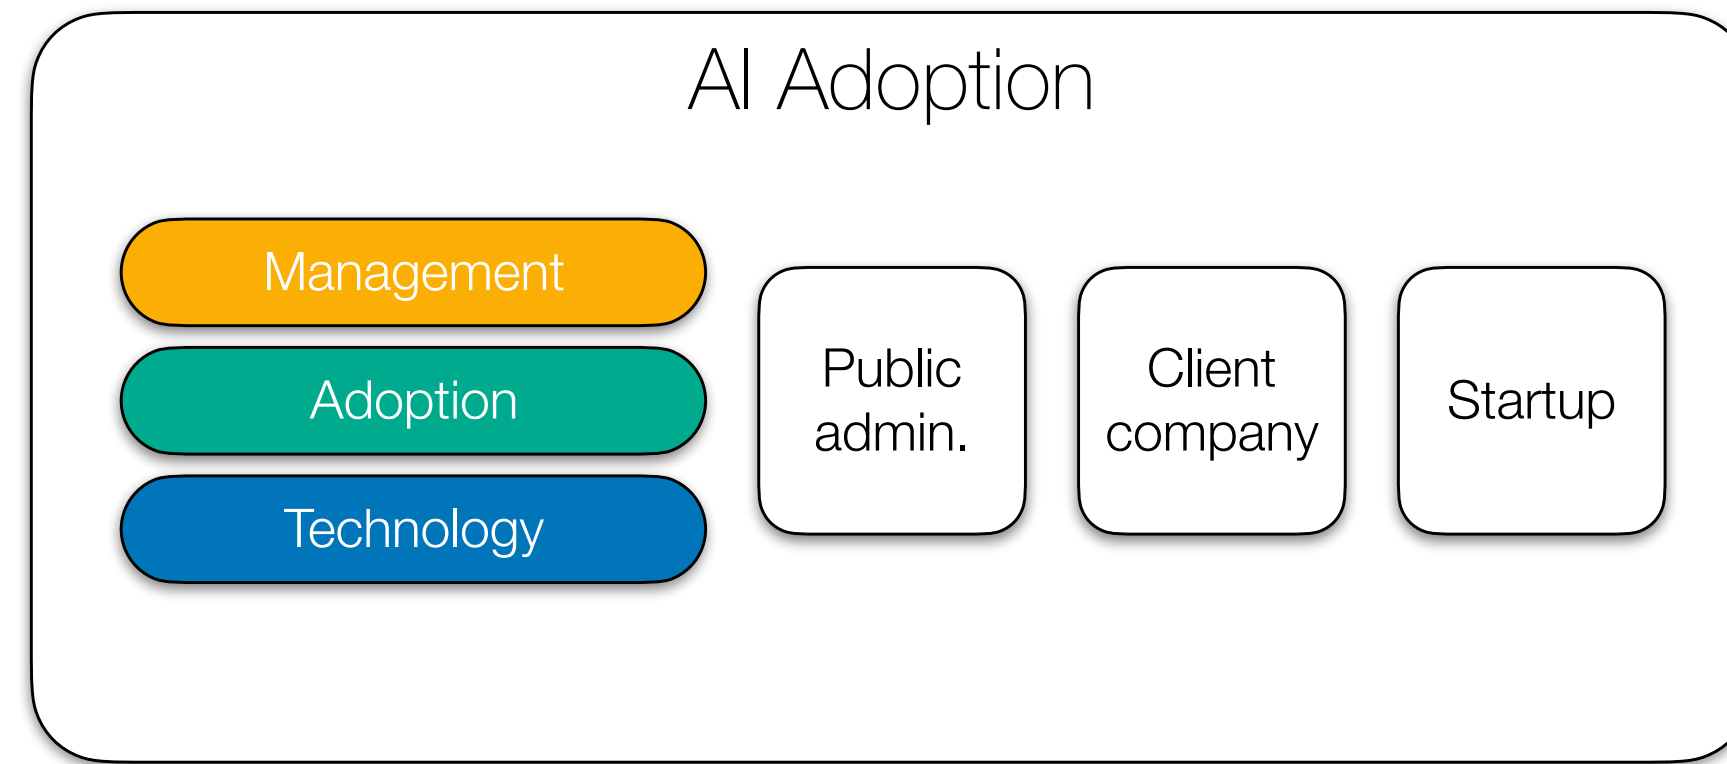 AI Adoption
Management
Adoption
Technology
Public
admin.
Client
company
Startup